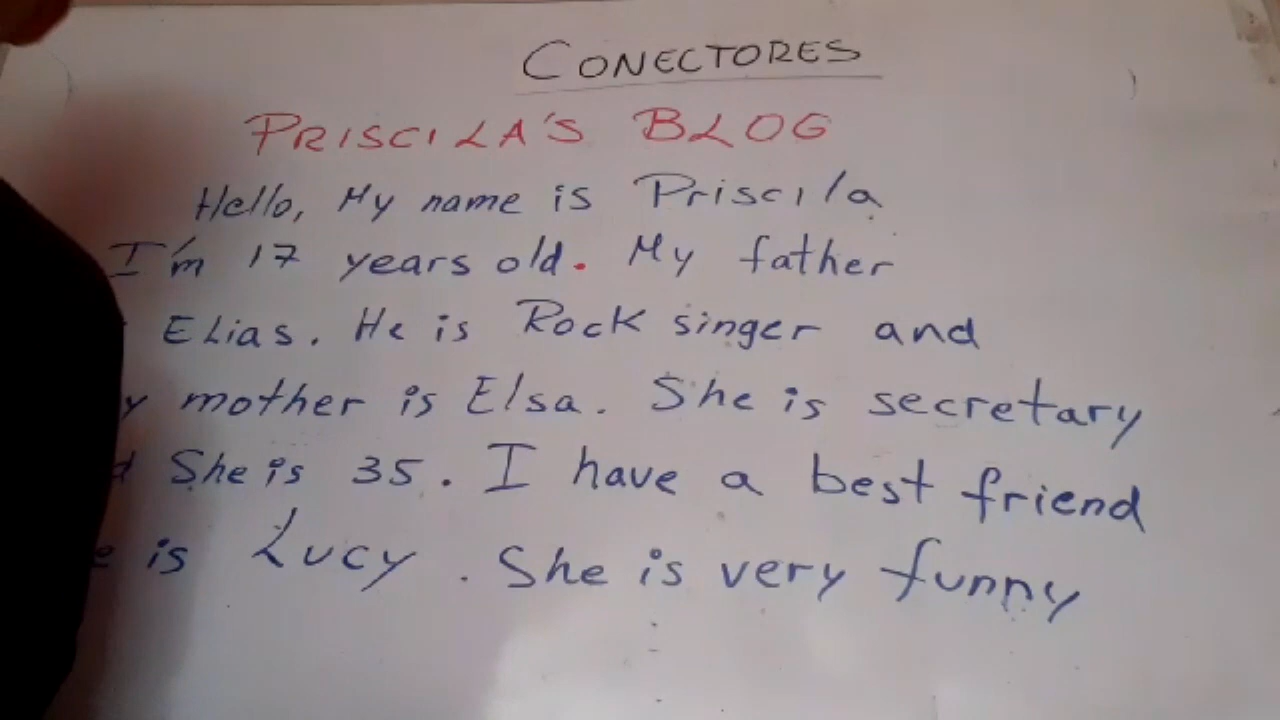 CONECTORES
PRISCILA'S BLOG
Hello, My name is Priscila
I'm 17 years old. My father
Elias. He is Rock singer and
mother is Elsa. She is secretary
She is 35. I have a best friend
is Lucy. She is very funny